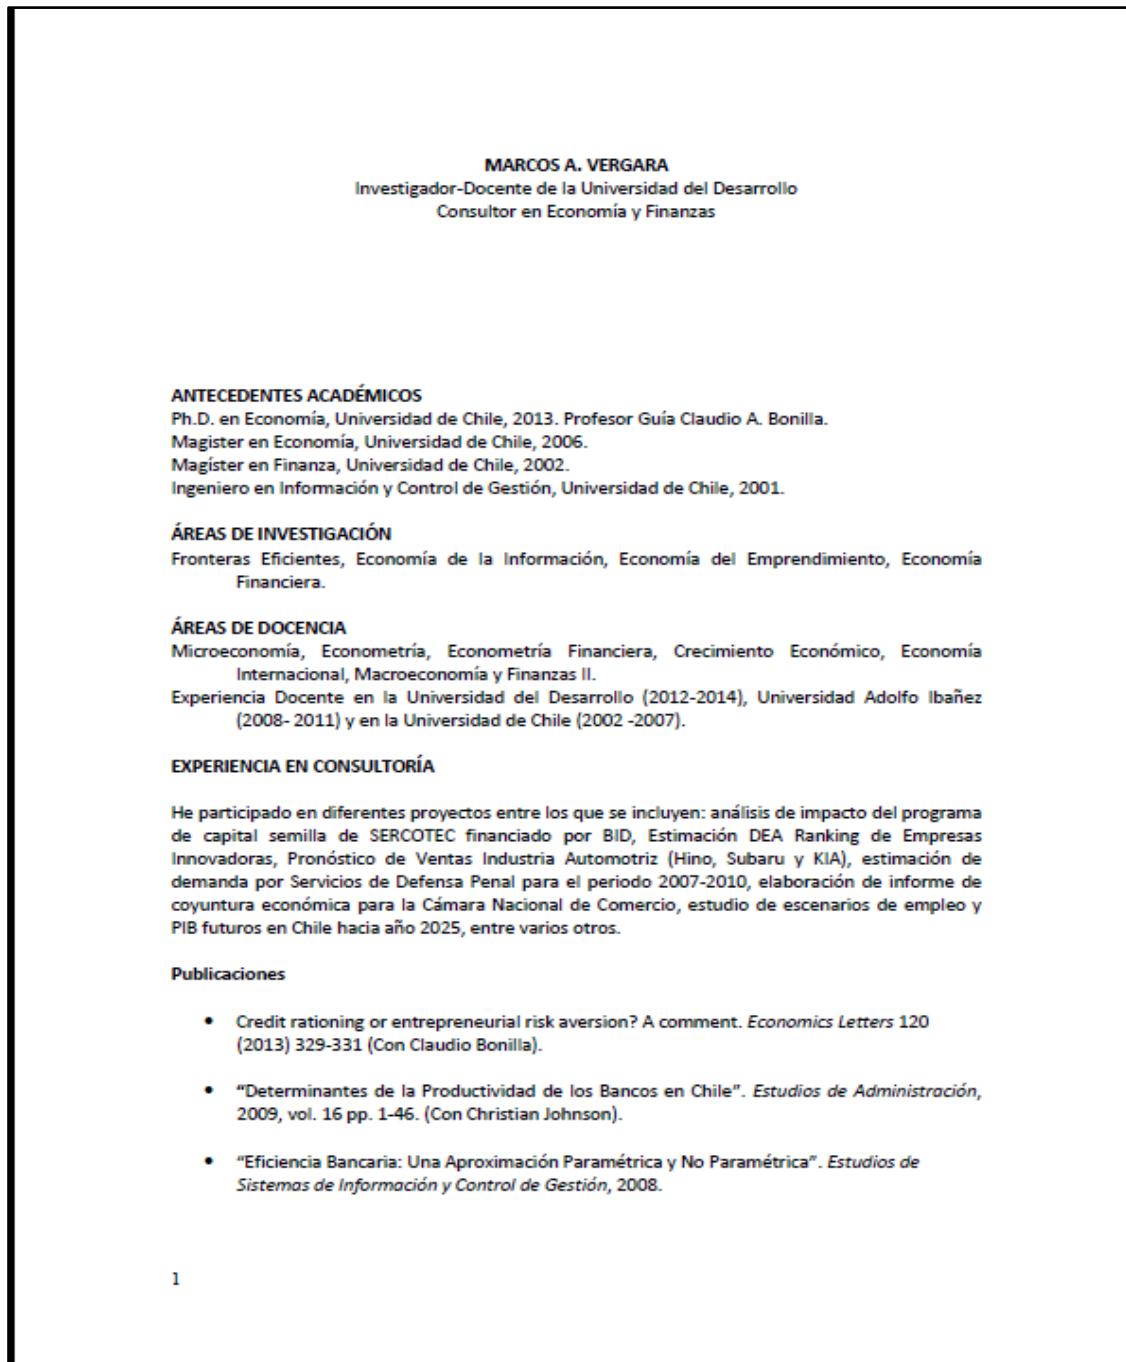 MARCOS A. VERGARA
Investigador-Docente de la Universidad del Desarrollo
Consultor en Economía y Finanzas
ANTECEDENTES ACADÉMICOS
Ph.D. en Economía, Universidad de Chile, 2013. Profesor Guía Claudio A. Bonilla.
Magister en Economía, Universidad de Chile, 2006.
Magíster en Finanza, Universidad de Chile, 2002.
Ingeniero en Información y Control de Gestión, Universidad de Chile, 2001.
ÁREAS DE INVESTIGACIÓN
Fronteras Eficientes, Economía de la Información, Economía del Emprendimiento, Economía
Financiera.
ÁREAS DE DOCENCIA
Microeconomía, Econometría, Econometría Financiera, Crecimiento Económico, Economía
Internacional, Macroeconomía y Finanzas II.
Experiencia Docente en la Universidad del Desarrollo (2012-2014), Universidad Adolfo Ibañez
(2008- 2011) y en la Universidad de Chile (2002 -2007).
EXPERIENCIA EN CONSULTORÍA
He participado en diferentes proyectos entre los que se incluyen: análisis de impacto del programa
de capital semilla de SERCOTEC financiado por BID, Estimación DEA Ranking de Empresas
Innovadoras, Pronóstico de Ventas Industria Automotriz (Hino, Subaru y KIA), estimación de
demanda por Servicios de Defensa Penal para el periodo 2007-2010, elaboración de informe de
coyuntura económica para la Cámara Nacional de Comercio, estudio de escenarios de empleo y
PIB futuros en Chile hacia año 2025, entre varios otros.
Publicaciones
• Credit rationing or entrepreneurial risk aversion? A comment. Economics Letters 120
(2013) 329-331 (Con Claudio Bonilla).
• "Determinantes de la Productividad de los Bancos en Chile". Estudios de Administración,
2009, vol. 16 pp. 1-46. (Con Christian Johnson).
• "Eficiencia Bancaria: Una Aproximación Paramétrica y No Paramétrica". Estudios de
Sistemas de Información y Control de Gestión, 2008.
1